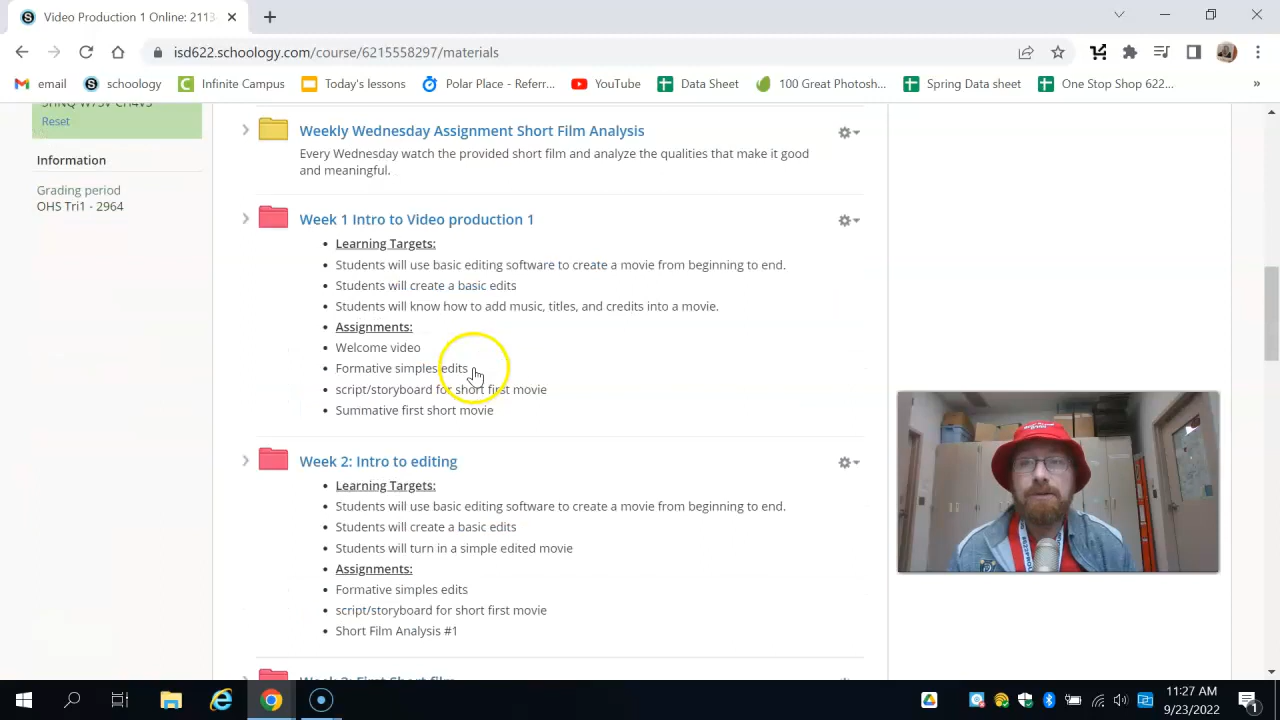 Video Production 1 Online: 2113
isd622.schoology.com/course/6215558297/materials
email
schoology
Infinite Campus
Today's lessons
Polar Place - Referr...
YouTube
Data Sheet
100 Great Photosh...
Spring Data sheet
One Stop Shop 622...
»
Reset
Information
Grading period
OHS Tri1 - 2964
Weekly Wednesday Assignment Short Film Analysis
Every Wednesday watch the provided short film and analyze the qualities that make it good
and meaningful.
Week 1 Intro to Video production 1
Learning Targets:
Students will use basic editing software to create a movie from beginning to end.
Students will create a basic edits
Students will know how to add music, titles, and credits into a movie.
Assignments:
Welcome video
Formative simples edits
script/storyboard for short first movie
Summative first short movie
Week 2: Intro to editing
Learning Targets:
Students will use basic editing software to create a movie from beginning to end.
Students will create a basic edits
Students will turn in a simple edited movie
Assignments:
Formative simples edits
script/storyboard for short first movie
Short Film Analysis #1
11:27 AM
9/23/2022
1